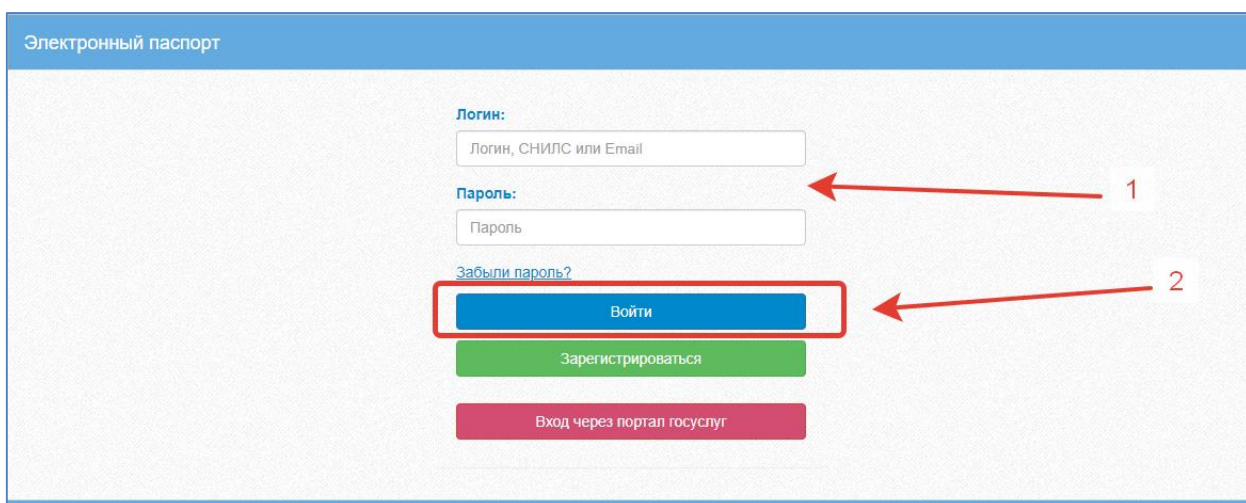 Электронный паспорт
Логин:
Логин, СНИЛС или Email
1
Пароль:
Пароль
Забыли пароль?
2
Войти
Зарегистрироваться
Вход через портал госуслуг